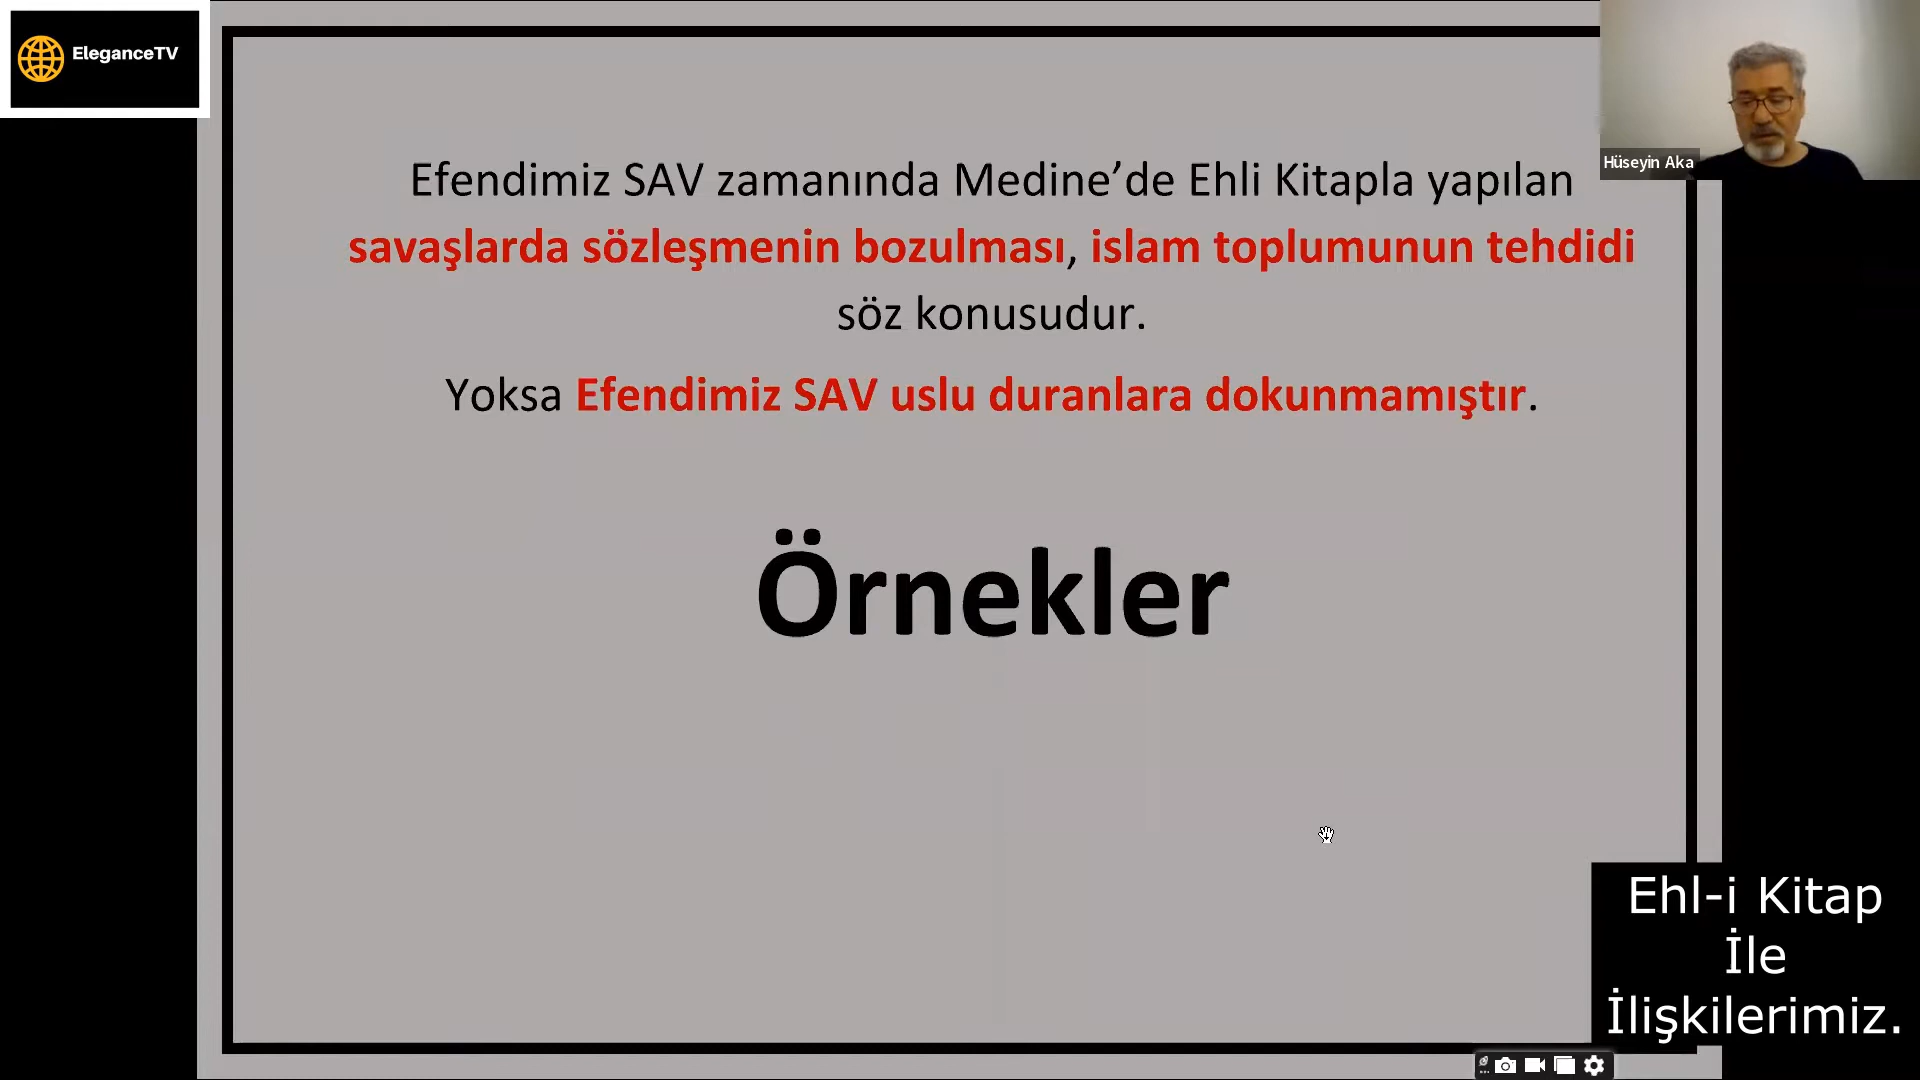 EleganceTV
Hüseyin Aka
Efendimiz SAV zamanında Medine’de Ehli Kitapla yapılan
savaşlarda sözleşmenin bozulması, islam toplumunun tehdidi
söz konusudur.
Yoksa Efendimiz SAV uslu duranlara dokunmamıştır.
Örnekler
Ehl-i Kitap
İle
İlişkilerimiz.